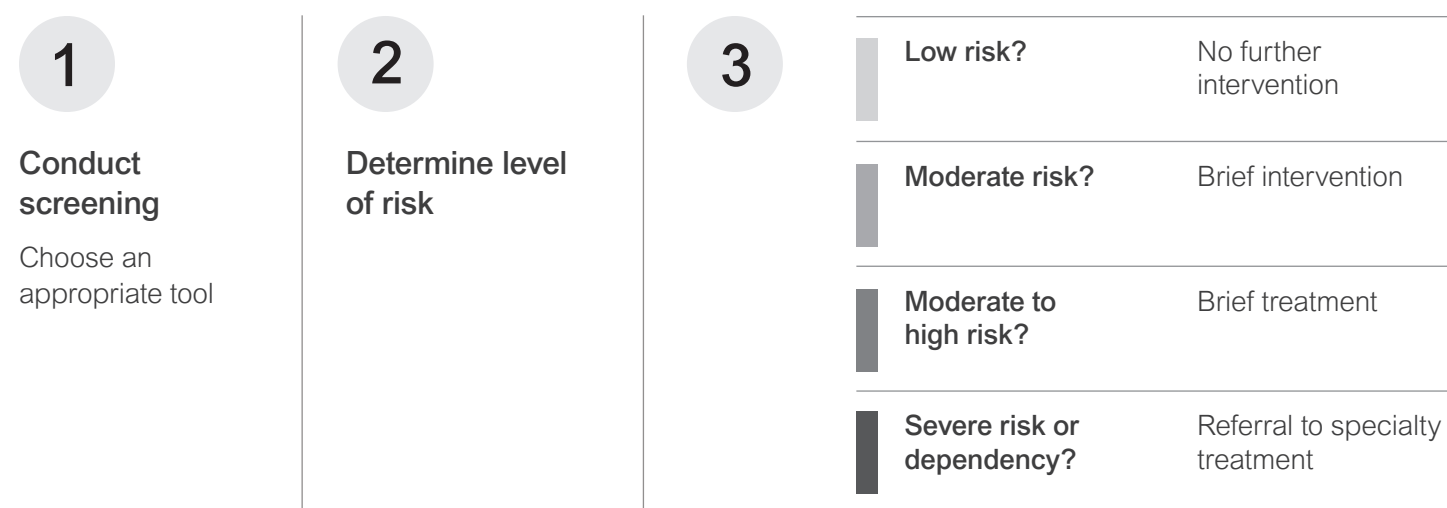 1
Conduct
screening
Choose an
appropriate tool
2
Determine level
of risk
3
Low risk?
No further
intervention
Moderate risk?
Brief intervention
Moderate to
high risk?
Brief treatment
Severe risk or
dependency?
Referral to specialty
treatment